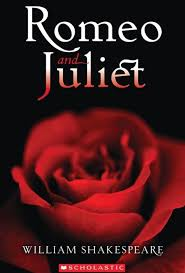 Romeo
and
Juliet
WILLIAM SHAKESPEARE
SCHOLASTIC